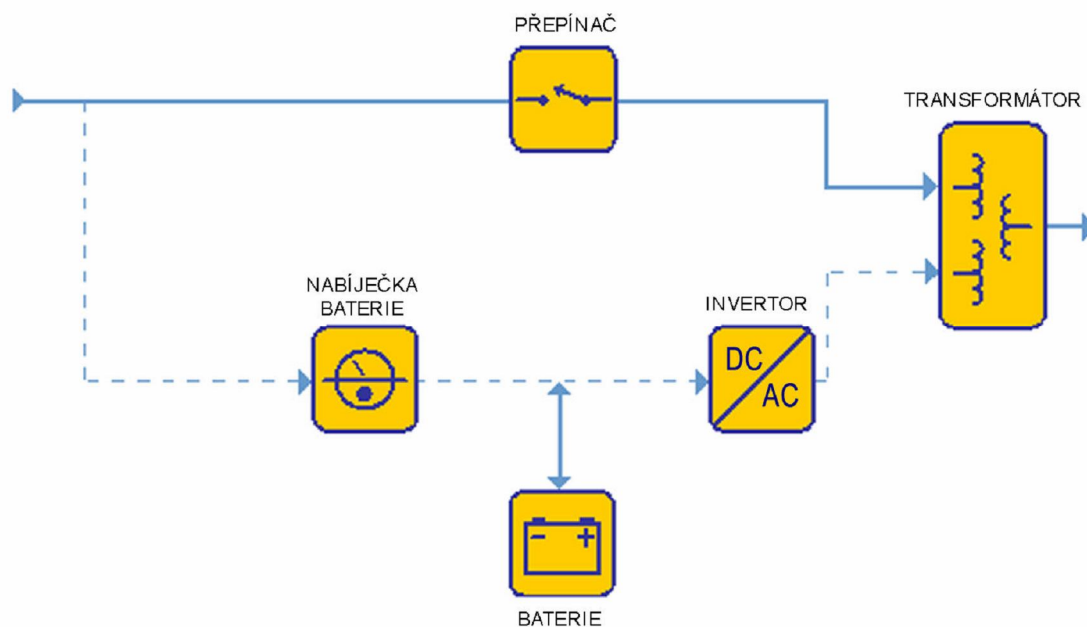 PŘEPÍNAČ
TRANSFORMÁTOR
NABÍJEČKA
BATERIE
INVERTOR
DC
AC
- +
BATERIE